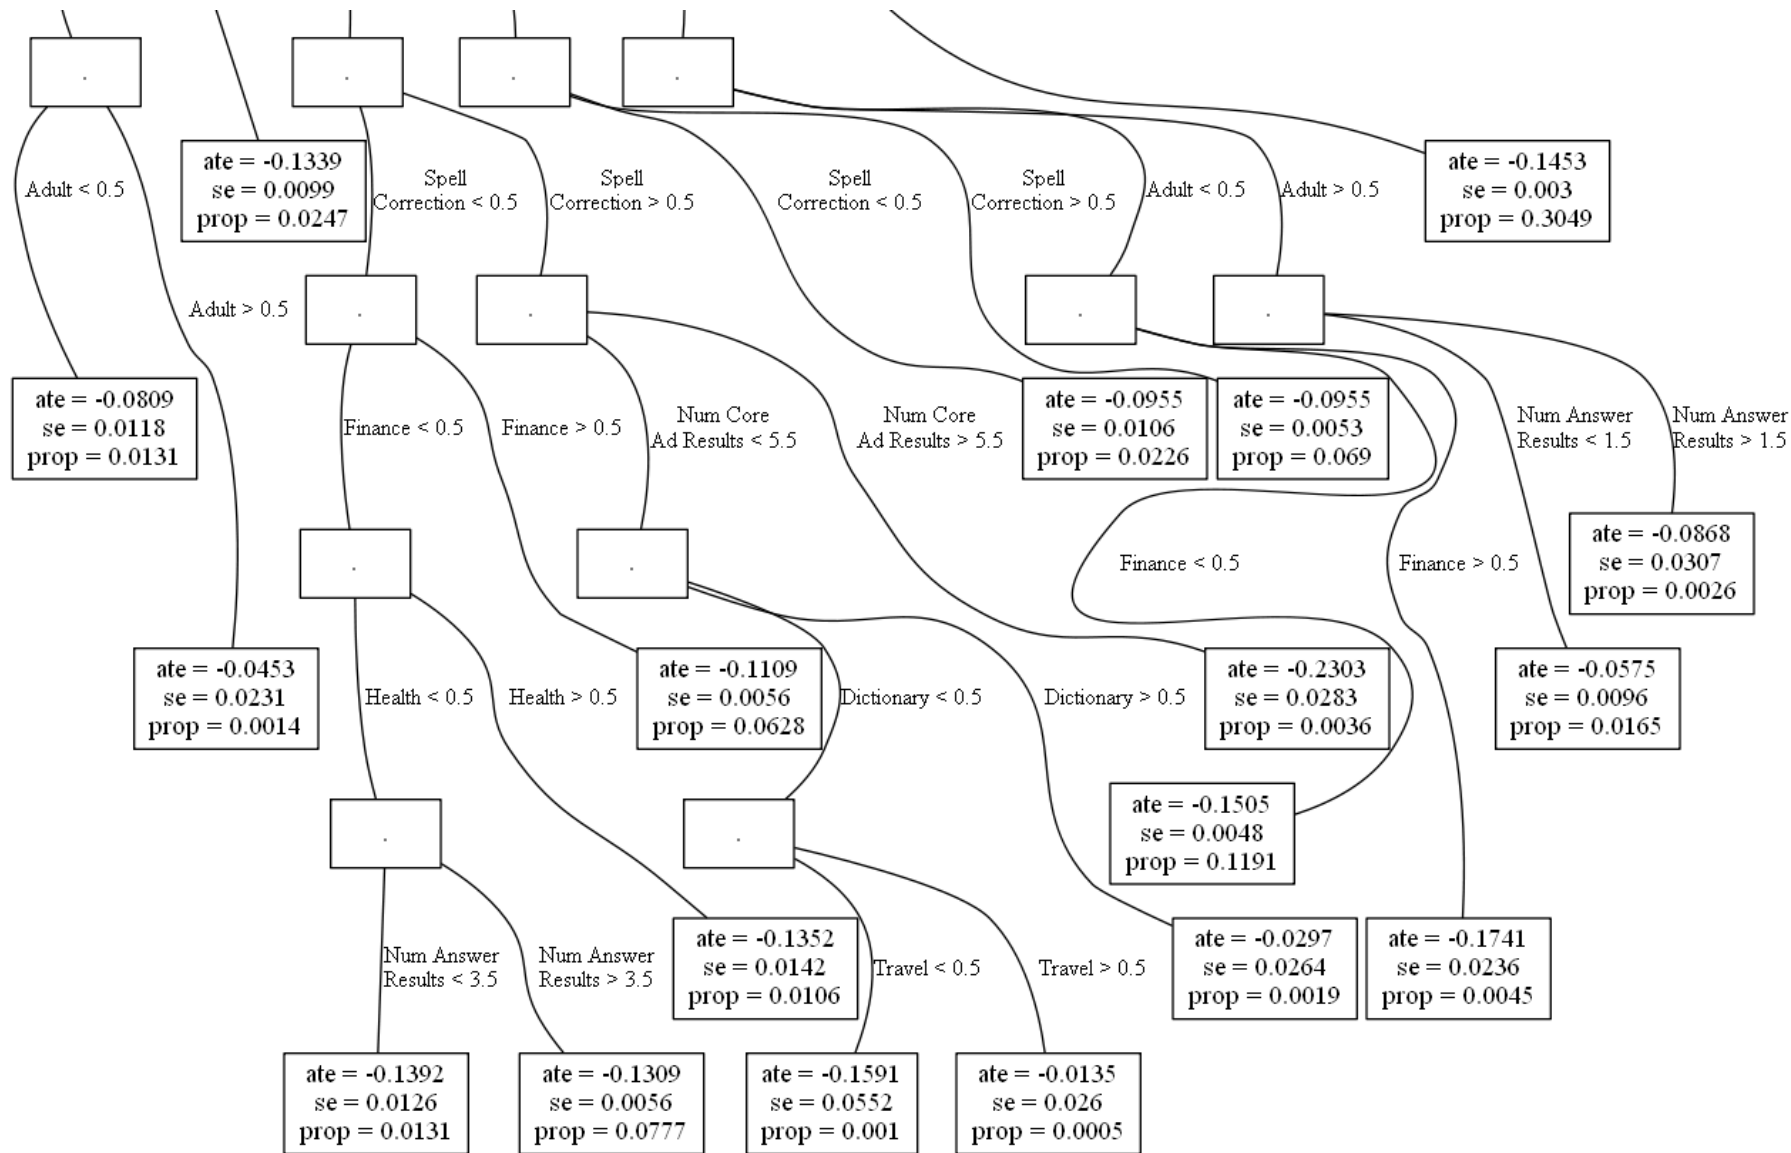 ate = -0.1339
se = 0.0099
prop = 0.0247
ate = -0.1453
se = 0.003
prop = 0.3049
Adult < 0.5
Spell
Correction < 0.5
Spell
Correction > 0.5
Spell
Correction < 0.5
Spell
Correction > 0.5
Adult < 0.5
Adult > 0.5
Adult > 0.5
ate = -0.0809
se = 0.0118
prop = 0.0131
Finance < 0.5
Finance > 0.5
Num Core
Ad Results < 5.5
Num Core
Ad Results > 5.5
ate = -0.0955
se = 0.0106
prop = 0.0226
ate = -0.0955
se = 0.0053
prop = 0.069
Num Answer
Results < 1.5
Num Answer
Results > 1.5
Finance < 0.5
Finance > 0.5
ate = -0.0868
se = 0.0307
prop = 0.0026
ate = -0.0453
se = 0.0231
prop = 0.0014
Health < 0.5
Health > 0.5
ate = -0.1109
se = 0.0056
prop = 0.0628
Dictionary < 0.5
Dictionary > 0.5
ate = -0.2303
se = 0.0283
prop = 0.0036
ate = -0.0575
se = 0.0096
prop = 0.0165
ate = -0.1505
se = 0.0048
prop = 0.1191
Num Answer
Results < 3.5
Num Answer
Results > 3.5
ate = -0.1352
se = 0.0142
prop = 0.0106
Travel < 0.5
Travel > 0.5
ate = -0.0297
se = 0.0264
prop = 0.0019
ate = -0.1741
se = 0.0236
prop = 0.0045
ate = -0.1392
se = 0.0126
prop = 0.0131
ate = -0.1309
se = 0.0056
prop = 0.0777
ate = -0.1591
se = 0.0552
prop = 0.001
ate = -0.0135
se = 0.026
prop = 0.0005